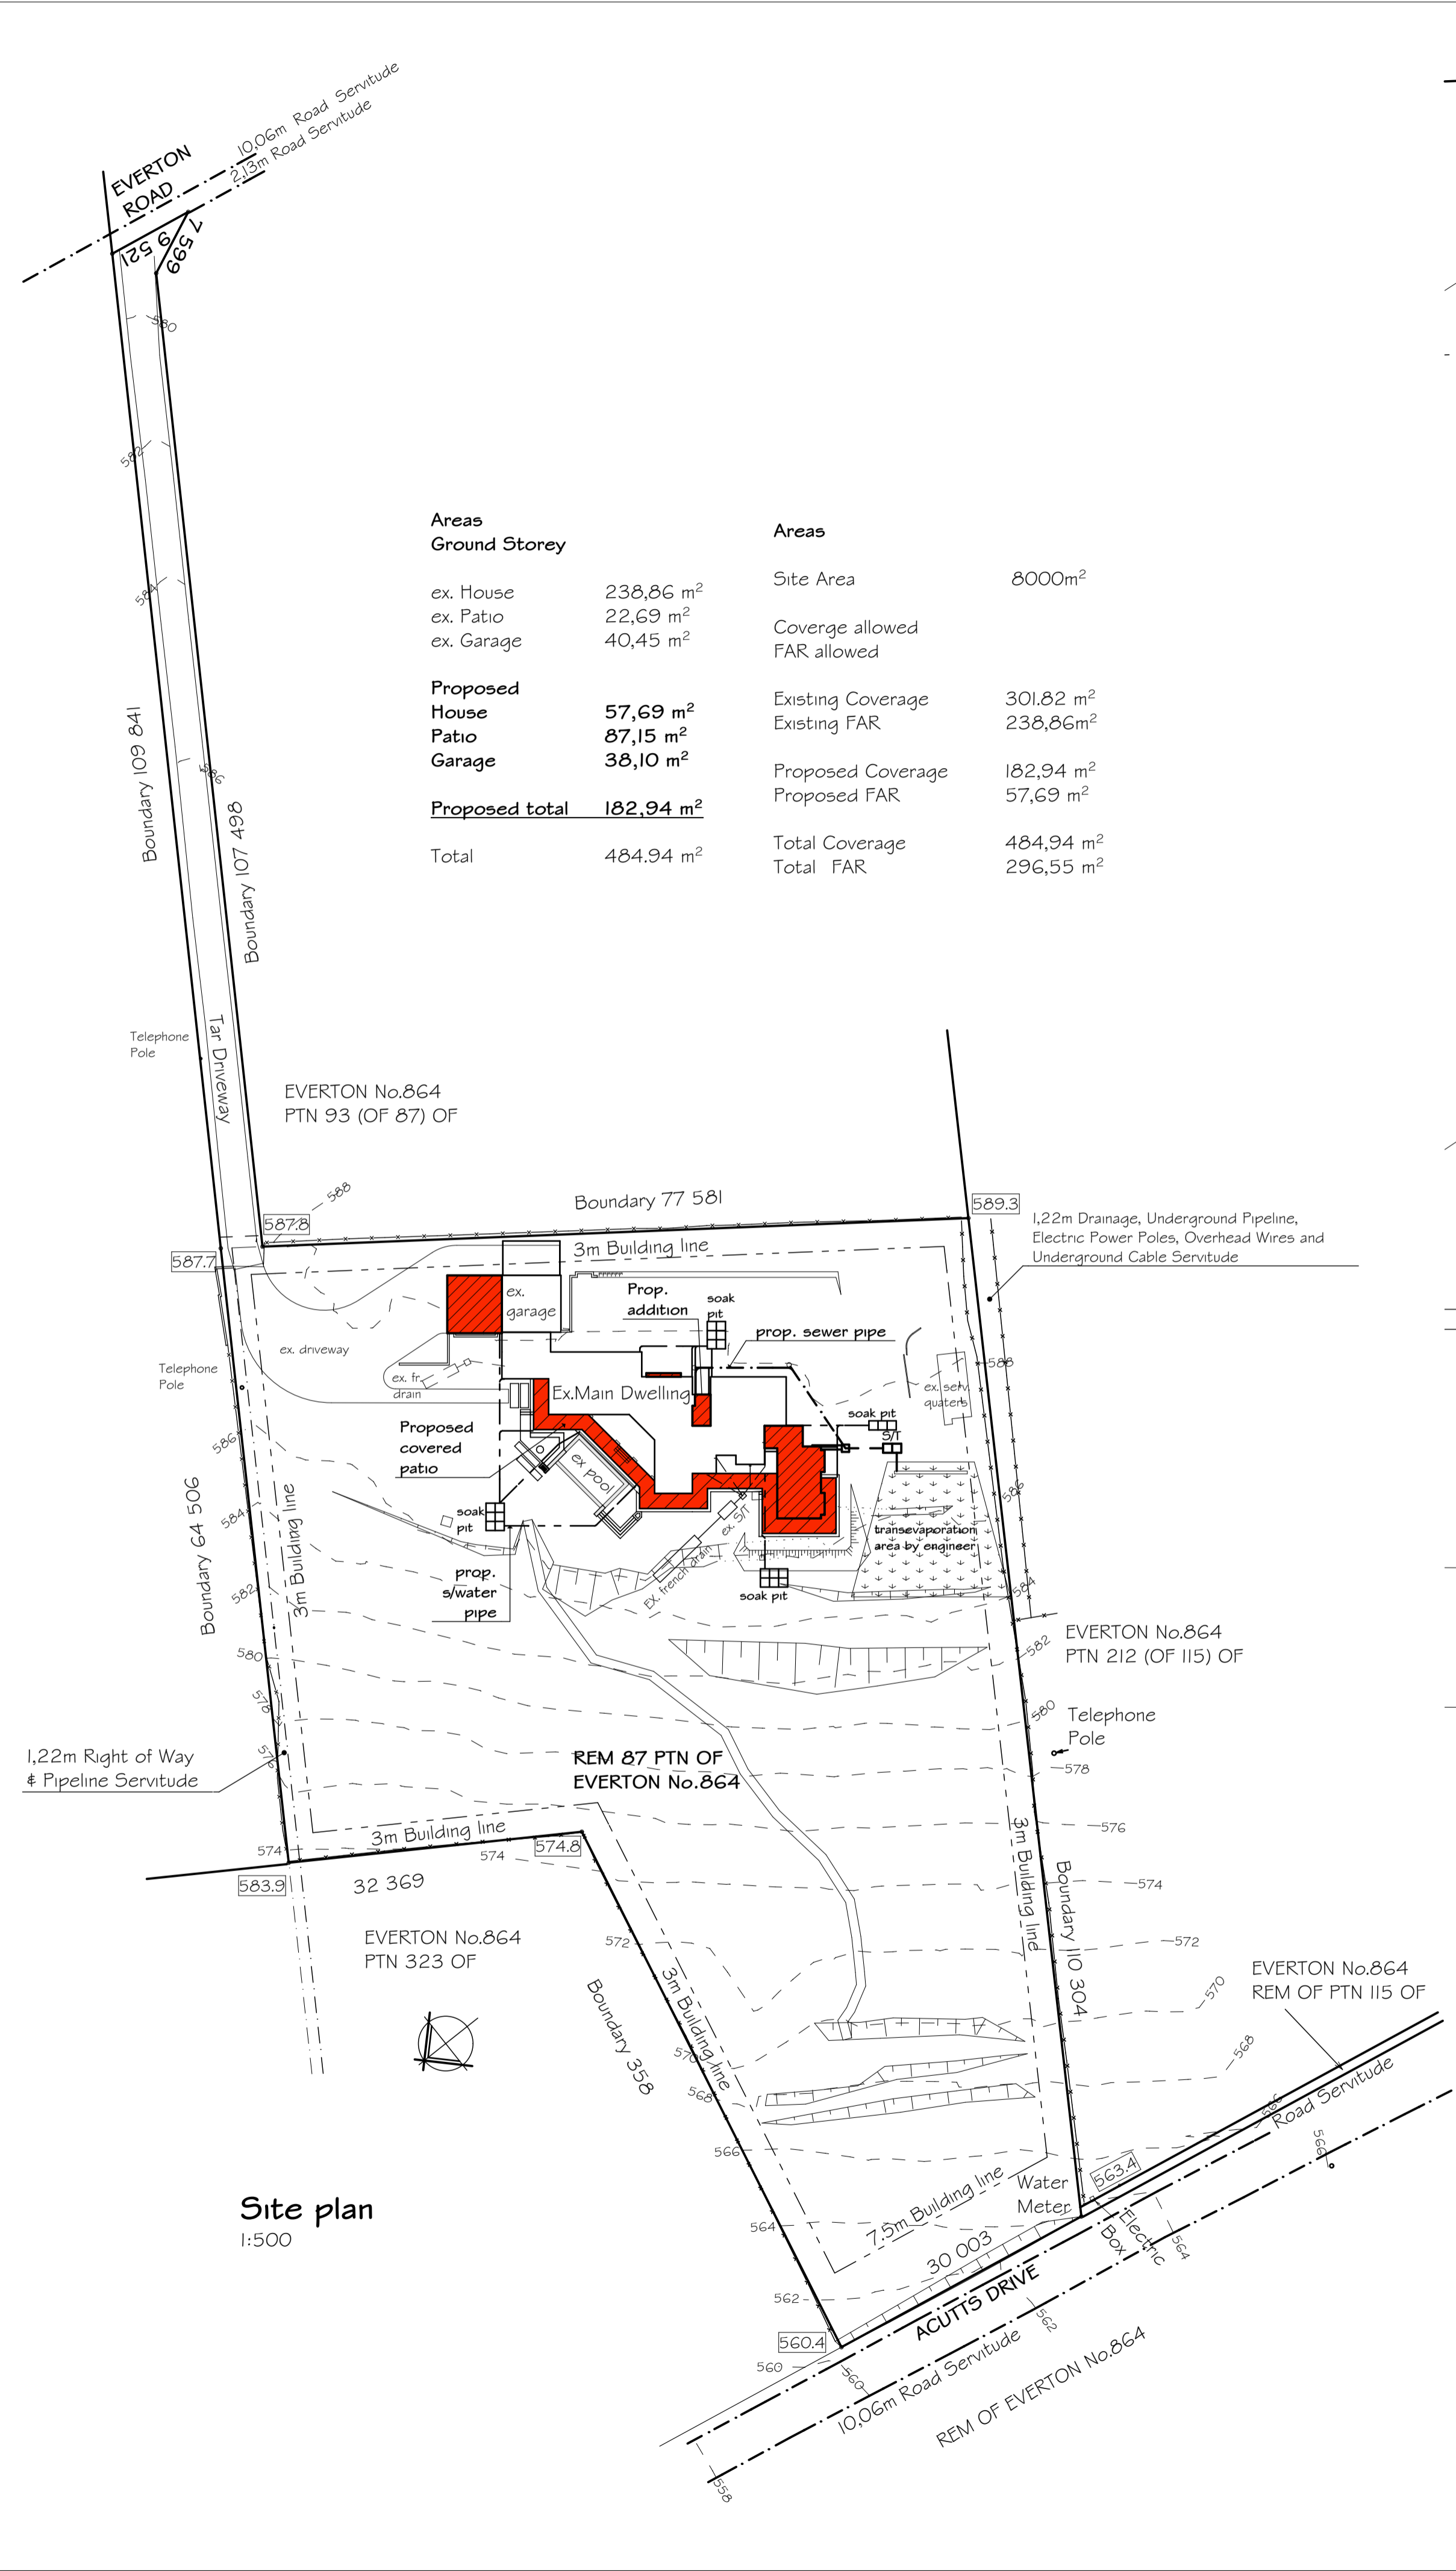 10,06m Road Servitude
2,13m Road Servitude
EVERTON
ROAD
9 521
7 599
580
582
584
586
Boundary 109 841
Boundary 107 498
Areas
Ground Storey
ex. House 238,86 m²
ex. Patio 22,69 m²
ex. Garage 40,45 m²
Proposed
House 57,69 m²
Patio 87,15 m²
Garage 38,10 m²
Proposed total 182,94 m²
Total 484.94 m²
Areas
Site Area 8000m²
Coverge allowed
FAR allowed
Existing Coverage 301.82 m²
Existing FAR 238,86m²
Proposed Coverage 182,94 m²
Proposed FAR 57,69 m²
Total Coverage 484,94 m²
Total FAR 296,55 m²
Telephone
Pole
Tar Driveway
EVERTON No.864
PTN 93 (OF 87) OF
588
587.8
587.7
Boundary 77 581
3m Building line
589.3
1,22m Drainage, Underground Pipeline,
Electric Power Poles, Overhead Wires and
Underground Cable Servitude
ex.
garage
Prop.
addition
soak
pit
prop. sewer pipe
ex. driveway
Telephone
Pole
ex. fr.
drain
Ex.Main Dwelling
588
ex. serv.
quaters
soak pit
S/T
Proposed
covered
patio
ex pool
586
584
582
580
578
576
574
Boundary 64 506
3m Building line
soak
pit
prop.
s/water
pipe
EX. french drain
ex. S/T
soak pit
transevaporation
area by engineer
586
584
582
580
578
576
574
572
570
568
566
EVERTON No.864
PTN 212 (OF 115) OF
Telephone
Pole
1,22m Right of Way
& Pipeline Servitude
REM 87 PTN OF
EVERTON No.864
3m Building line
574.8
574
583.9
32 369
EVERTON No.864
PTN 323 OF
3m Building line
Boundary 110 304
572
570
568
566
564
562
560
3m Building line
Boundary 358
EVERTON No.864
REM OF PTN 115 OF
Road Servitude
566
Site plan
1:500
7.5m Building line
Water
Meter
563.4
Electric
Box
564
30 003
ACUTTS DRIVE
562
560.4
560
10,06m Road Servitude
REM OF EVERTON No.864
558